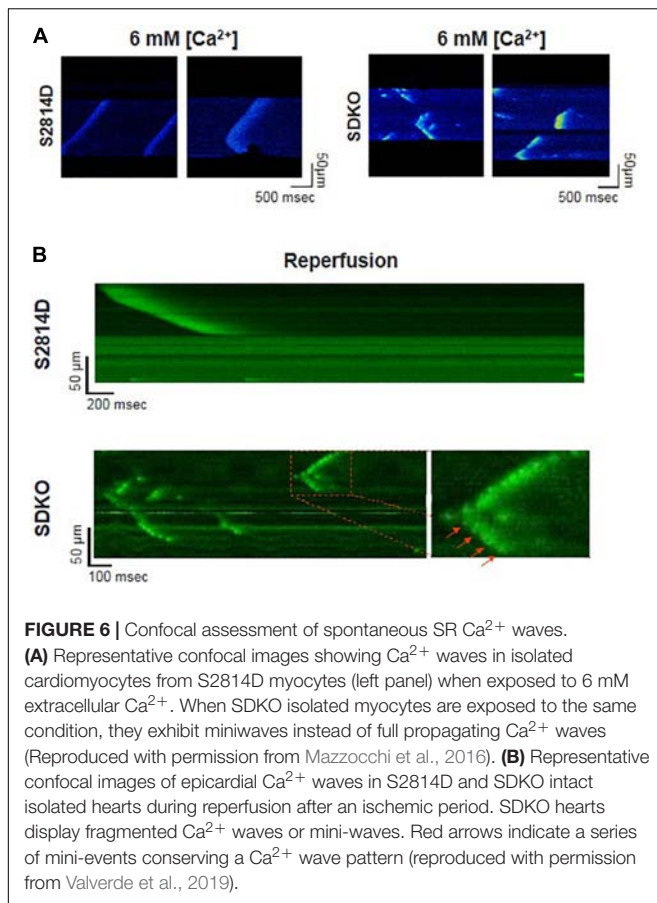 A
6 mM [Ca²⁺]
6 mM [Ca²⁺]
S2814D
SDKO
50µm
500 msec
50µm
500 msec
B
Reperfusion
S2814D
50 µm
200 msec
SDKO
50 µm
100 msec
FIGURE 6 | Confocal assessment of spontaneous SR Ca²⁺ waves.
(A) Representative confocal images showing Ca²⁺ waves in isolated
cardiomyocytes from S2814D myocytes (left panel) when exposed to 6 mM
extracellular Ca²⁺. When SDKO isolated myocytes are exposed to the same
condition, they exhibit miniwaves instead of full propagating Ca²⁺ waves
(Reproduced with permission from Mazzocchi et al., 2016). (B) Representative
confocal images of epicardial Ca²⁺ waves in S2814D and SDKO intact
isolated hearts during reperfusion after an ischemic period. SDKO hearts
display fragmented Ca²⁺ waves or mini-waves. Red arrows indicate a series
of mini-events conserving a Ca²⁺ wave pattern (reproduced with permission
from Valverde et al., 2019).